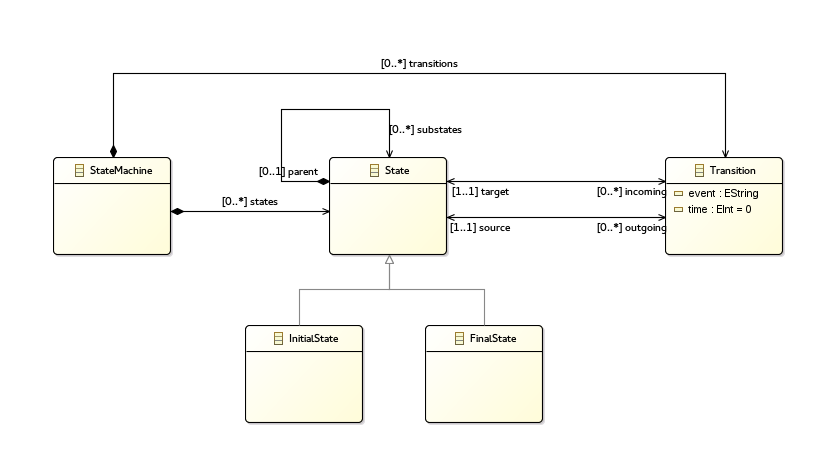 [0..*] transitions
[0..*] substates
[0..1] parent
StateMachine
State
Transition
[0..*] states
[1..1] target
[0..*] incoming
event : EString
time : EInt = 0
[1..1] source
[0..*] outgoing
InitialState
FinalState